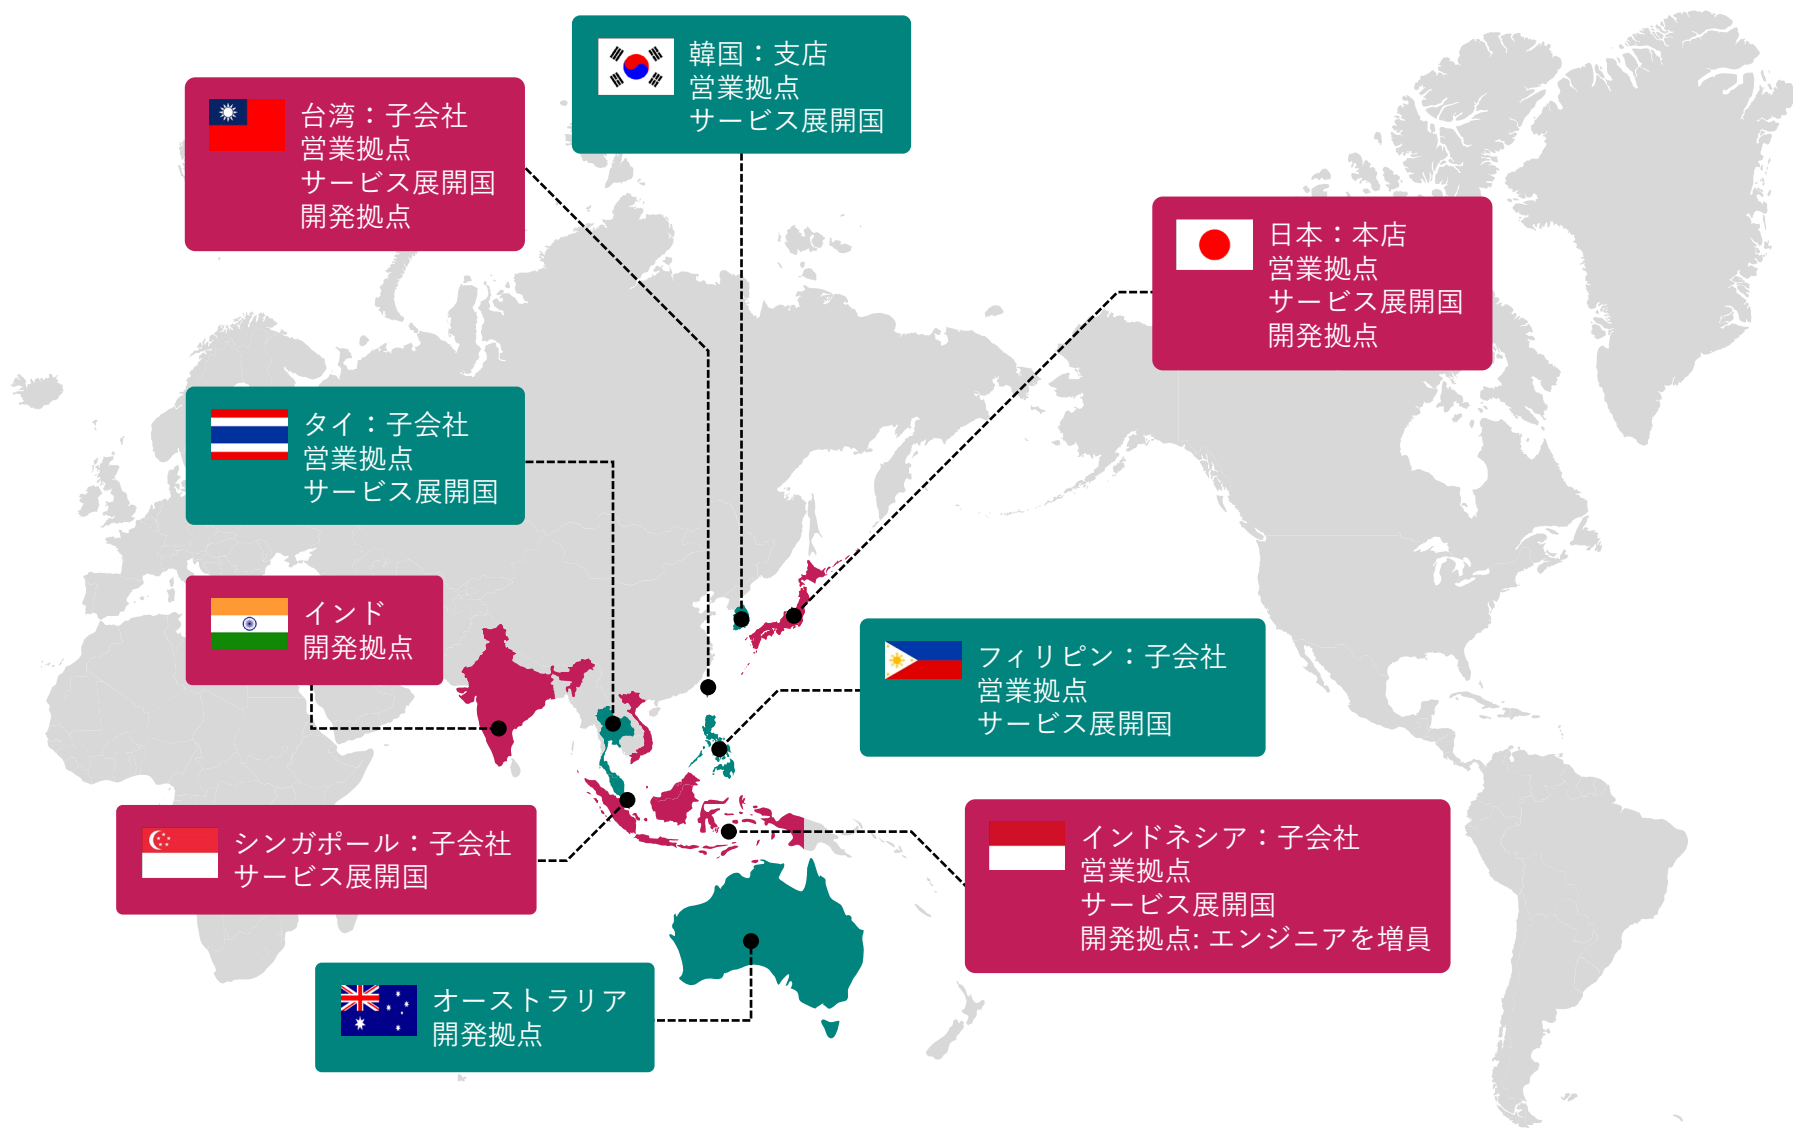 韓国：支店
営業拠点
サービス展開国
台湾：子会社
営業拠点
サービス展開国
開発拠点
日本：本店
営業拠点
サービス展開国
開発拠点
タイ：子会社
営業拠点
サービス展開国
インド
開発拠点
フィリピン：子会社
営業拠点
サービス展開国
シンガポール：子会社
サービス展開国
インドネシア：子会社
営業拠点
サービス展開国
開発拠点: エンジニアを増員
オーストラリア
開発拠点